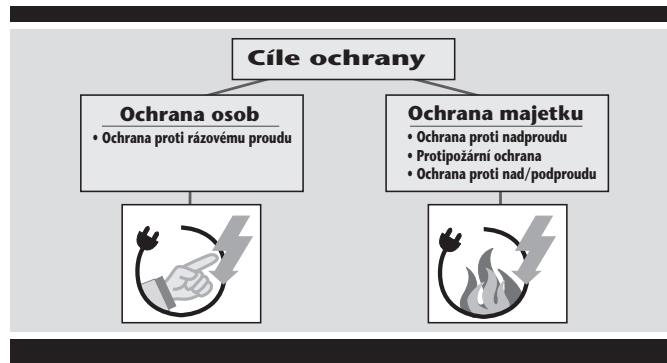 Cíle ochrany
Ochrana osob
• Ochrana proti rázovému proudu
Ochrana majetku
• Ochrana proti nadproudu
• Protipožární ochrana
• Ochrana proti nad/podproudu